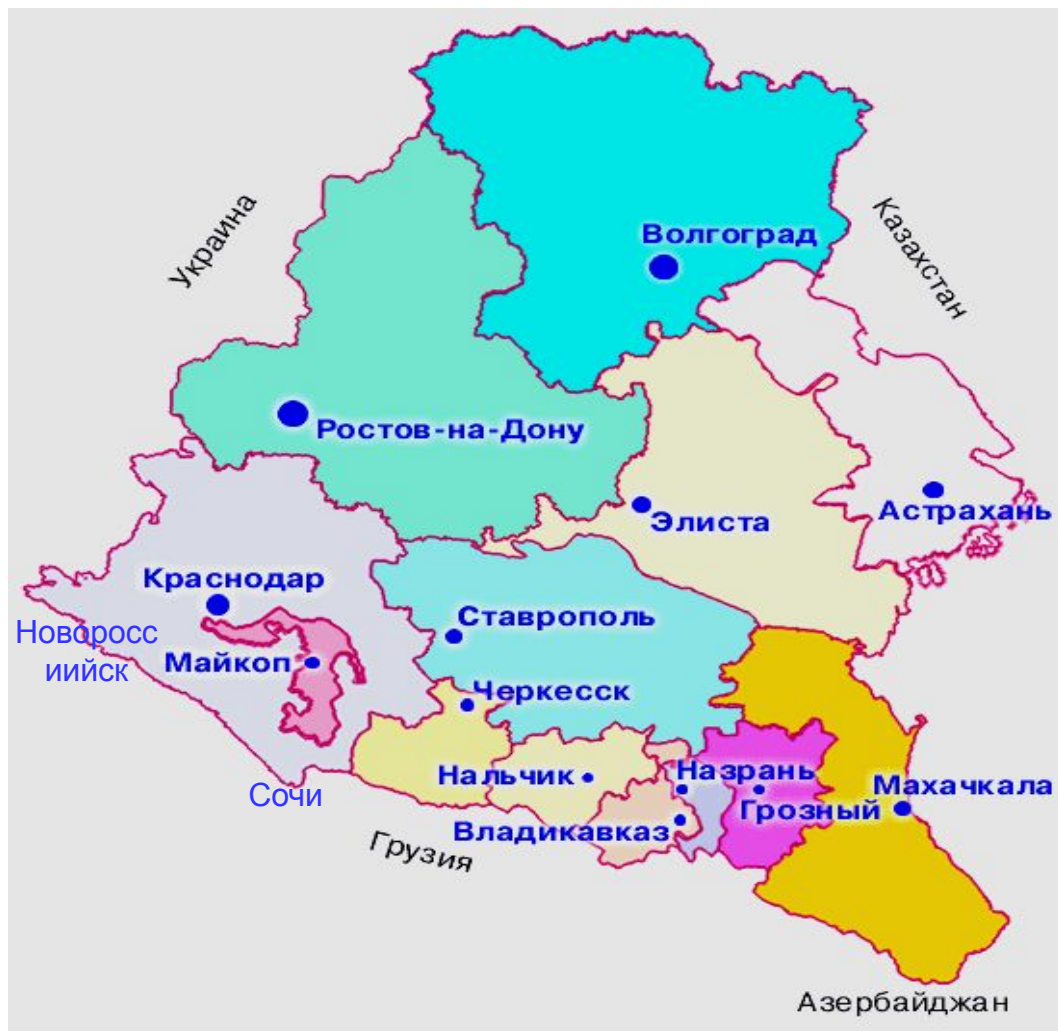 Украина
Казахстан
Волгоград
Ростов-на-Дону
Астрахань
Элиста
Краснодар
Ставрополь
Новоросс
иийск
Майкоп
Черкесск
Нальчик
Назрань
Махачкала
Сочи
Грозный
Владикавказ
Грузия
Азербайджан